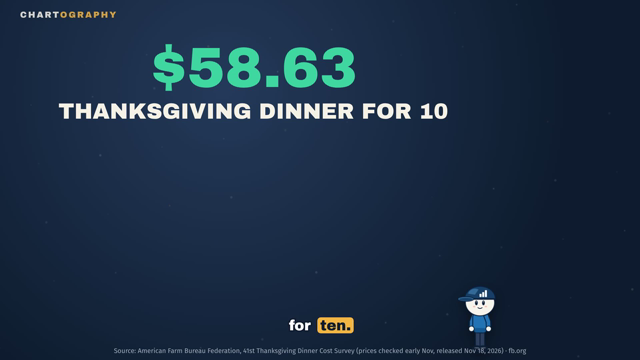 CHARTOGRAPHY
$58.63
THANKSGIVING DINNER FOR 10
for ten.
Source: American Farm Bureau Federation, 41st Thanksgiving Dinner Cost Survey (prices checked early Nov, released Nov 18, 2026) · fb.org